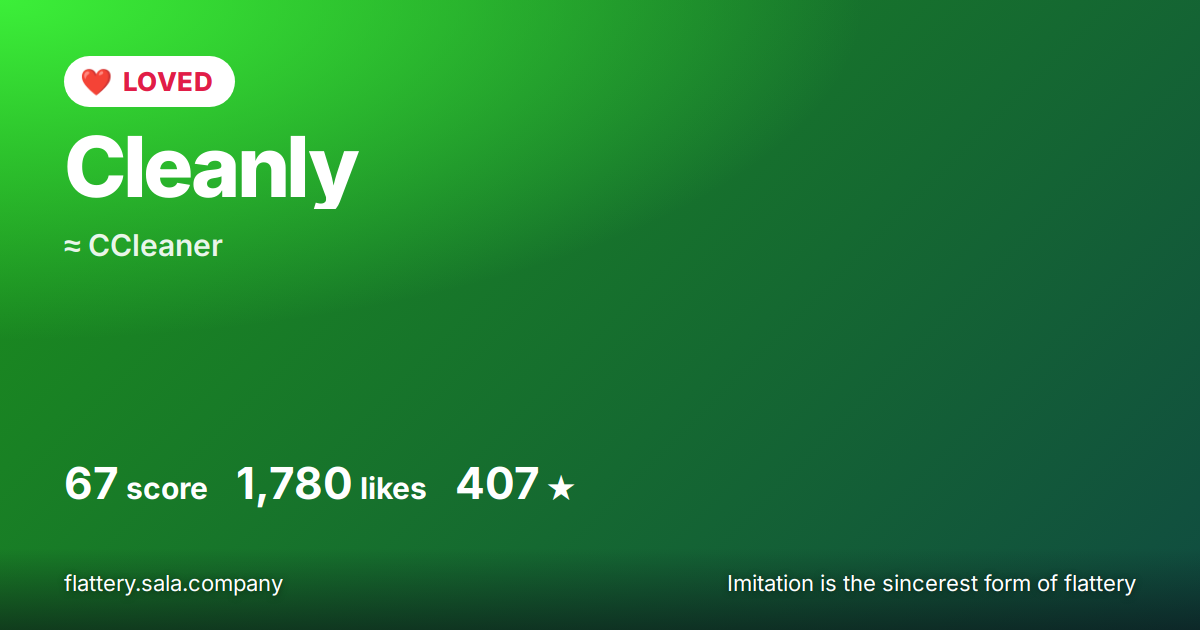 ❤️ LOVED
Cleanly
≈ CCleaner
67 score 1,780 likes 407 ★
flattery.sala.company
Imitation is the sincerest form of flattery